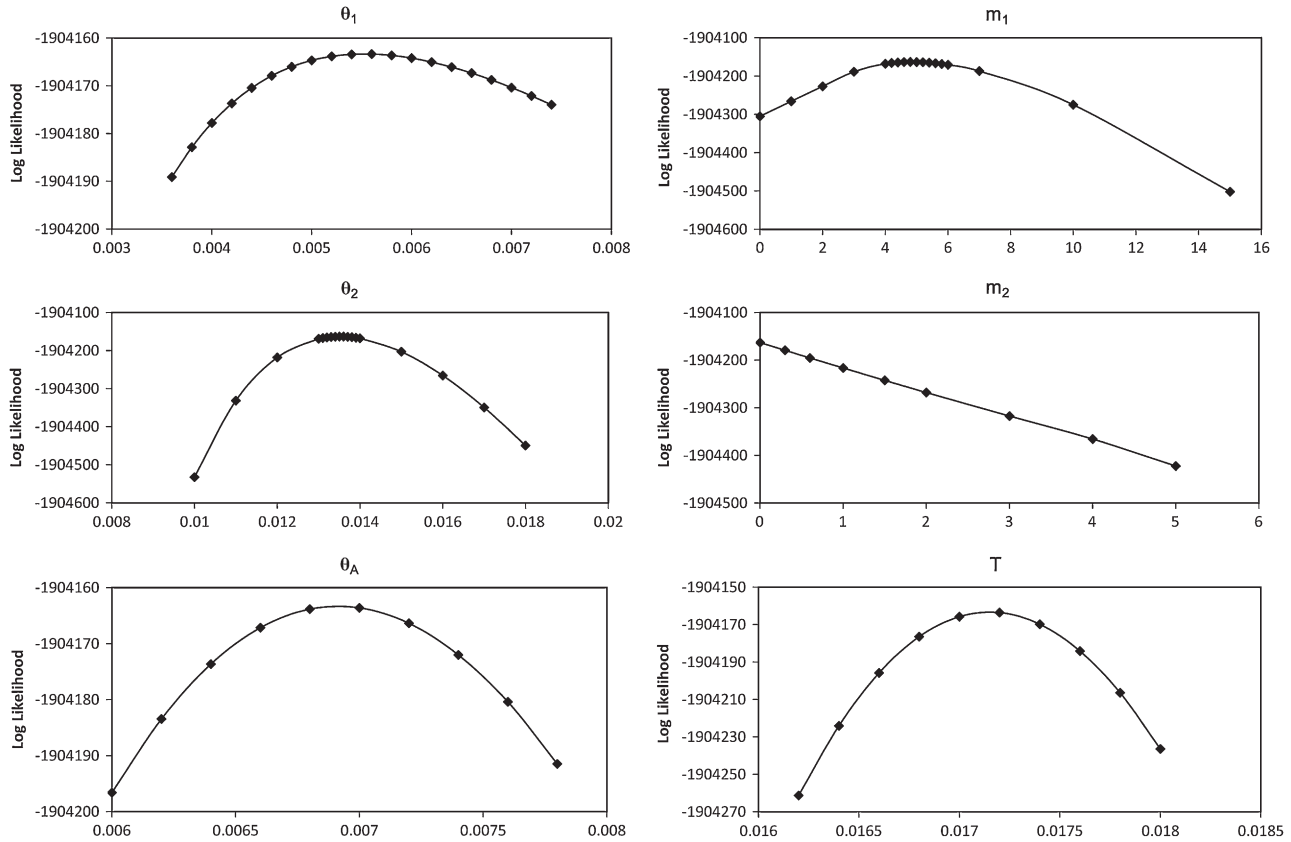 θ1
Log Likelihood
-1904160
-1904170
-1904180
-1904190
-1904200
0.003 0.004 0.005 0.006 0.007 0.008
m1
Log Likelihood
-1904100
-1904200
-1904300
-1904400
-1904500
-1904600
0 2 4 6 8 10 12 14 16
θ2
Log Likelihood
-1904100
-1904200
-1904300
-1904400
-1904500
-1904600
0.008 0.01 0.012 0.014 0.016 0.018 0.02
m2
Log Likelihood
-1904100
-1904200
-1904300
-1904400
-1904500
0 1 2 3 4 5 6
θA
Log Likelihood
-1904160
-1904170
-1904180
-1904190
-1904200
0.006 0.0065 0.007 0.0075 0.008
T
Log Likelihood
-1904150
-1904170
-1904190
-1904210
-1904230
-1904250
-1904270
0.016 0.0165 0.017 0.0175 0.018 0.0185